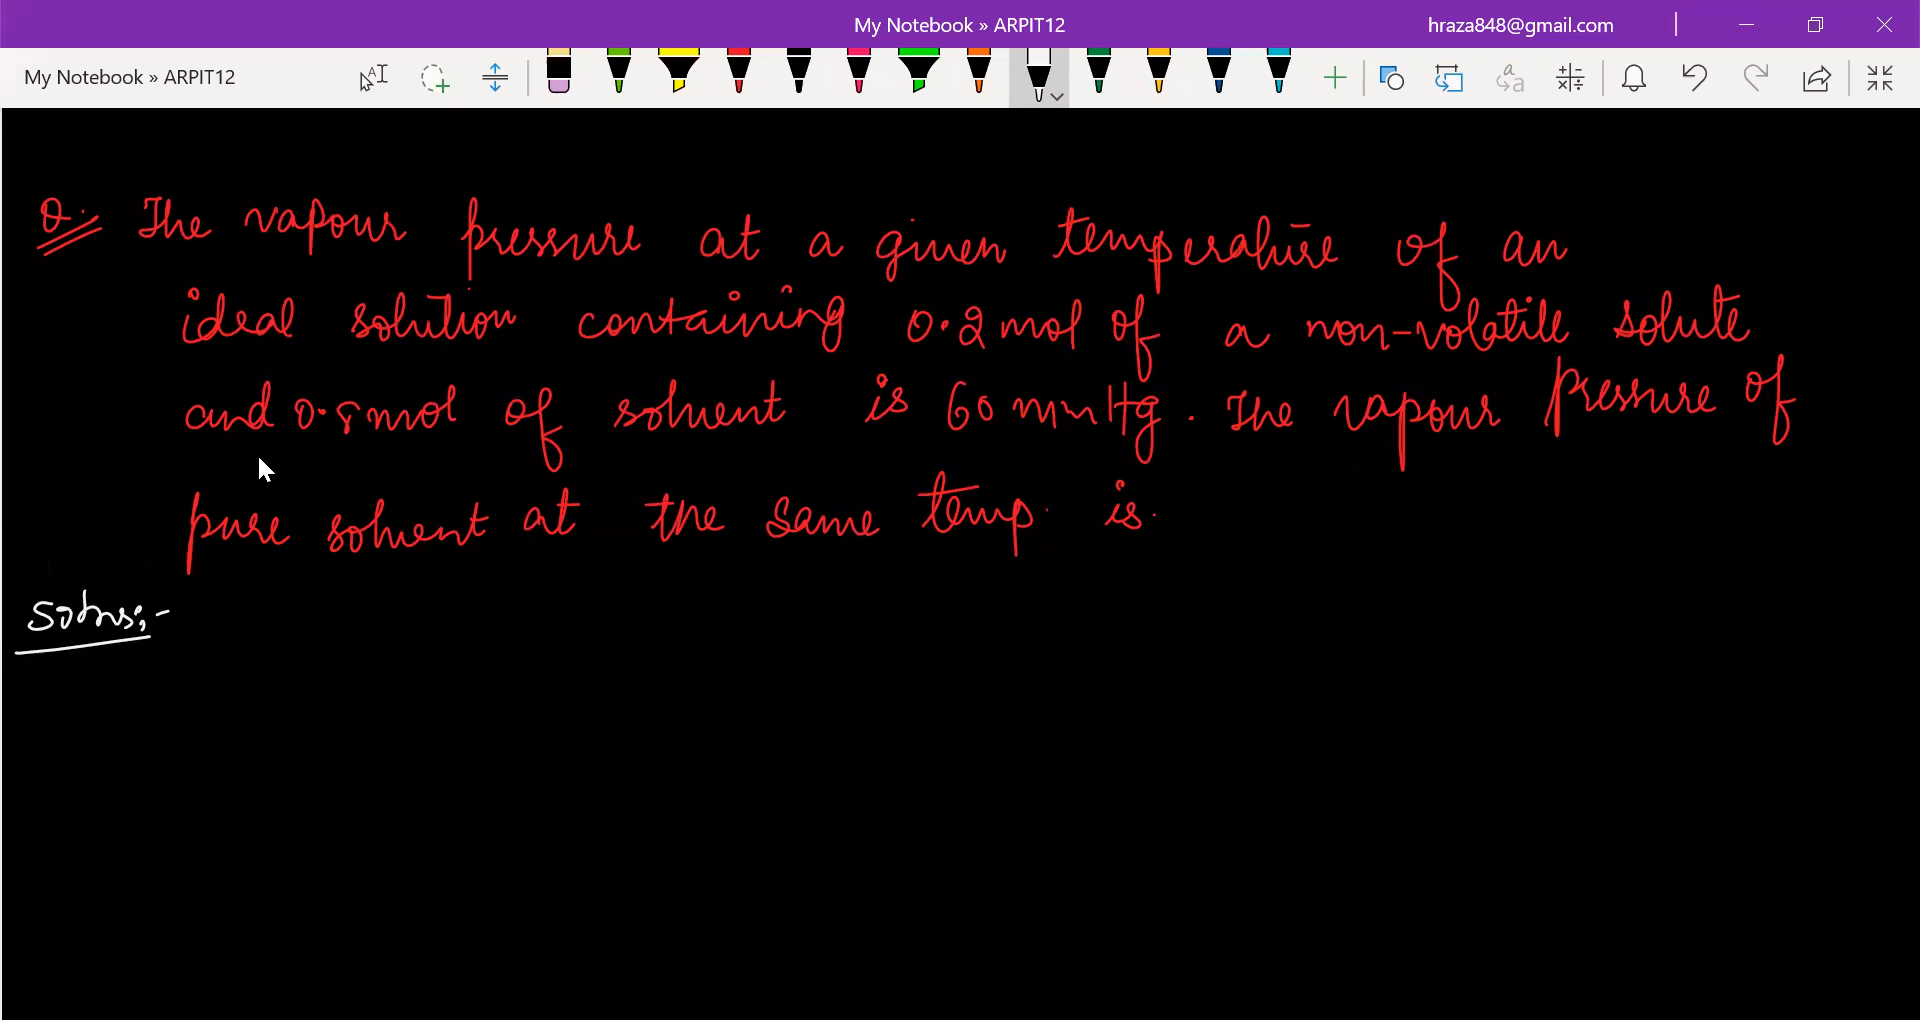 My Notebook » ARPIT12
hraza848@gmail.com
My Notebook » ARPIT12
Q:- The vapour pressure at a given temperature of an
ideal solution containing 0.2 mol of a non-volatile solute
and 0.8 mol of solvent is 60 mm Hg. The vapour pressure of
pure solvent at the same temp. is.
Solns:-